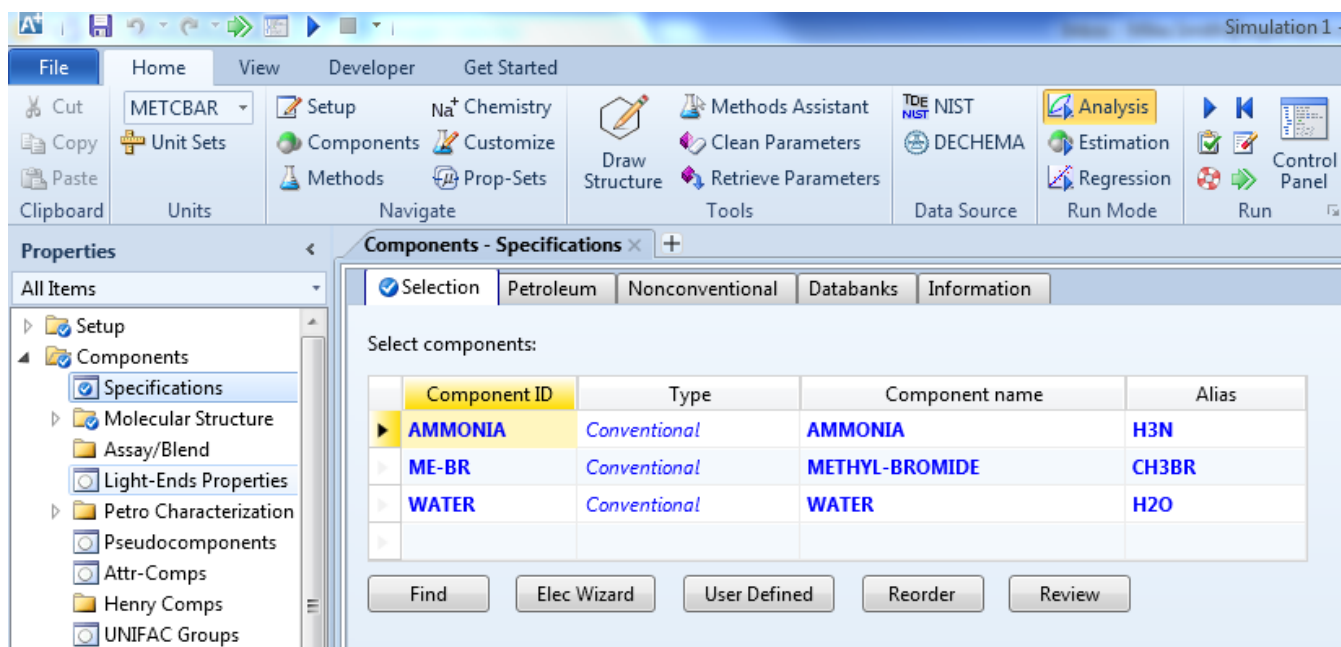 A+
Simulation 1 -
File Home View Developer Get Started
Cut METCBAR Setup Na+ Chemistry Methods Assistant TDE NIST NIST Analysis
Copy Unit Sets Components Customize Draw Structure Clean Parameters DECHEMA Estimation Control Panel
Paste Methods Prop-Sets Retrieve Parameters Regression
Clipboard Units Navigate Tools Data Source Run Mode Run
Properties < Components - Specifications × +
All Items Selection Petroleum Nonconventional Databanks Information
Setup
Components
Specifications
Molecular Structure
Assay/Blend
Light-Ends Properties
Petro Characterization
Pseudocomponents
Attr-Comps
Henry Comps
UNIFAC Groups
Select components:
Component ID Type Component name Alias
AMMONIA Conventional AMMONIA H3N
ME-BR Conventional METHYL-BROMIDE CH3BR
WATER Conventional WATER H2O
Find Elec Wizard User Defined Reorder Review